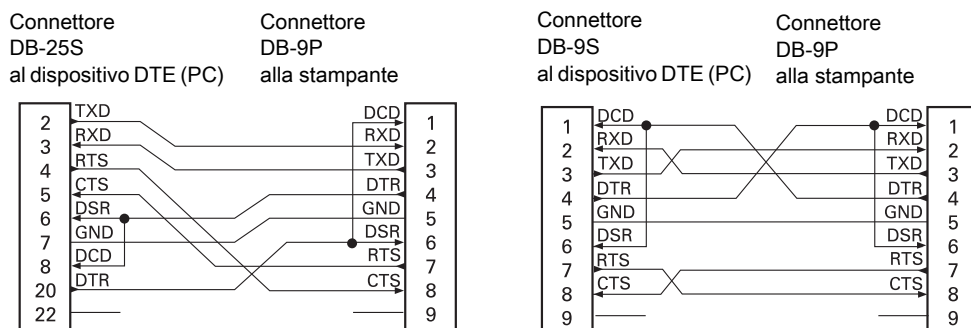 Connettore
DB-25S
al dispositivo DTE (PC)
Connettore
DB-9P
alla stampante
2 TXD
3 RXD
4 RTS
5 CTS
6 DSR
7 GND
8 DCD
20 DTR
22
DCD 1
RXD 2
TXD 3
DTR 4
GND 5
DSR 6
RTS 7
CTS 8
9
Connettore
DB-9S
al dispositivo DTE (PC)
Connettore
DB-9P
alla stampante
1 DCD
2 RXD
3 TXD
4 DTR
5 GND
6 DSR
7 RTS
8 CTS
9
DCD 1
RXD 2
TXD 3
DTR 4
GND 5
DSR 6
RTS 7
CTS 8
9